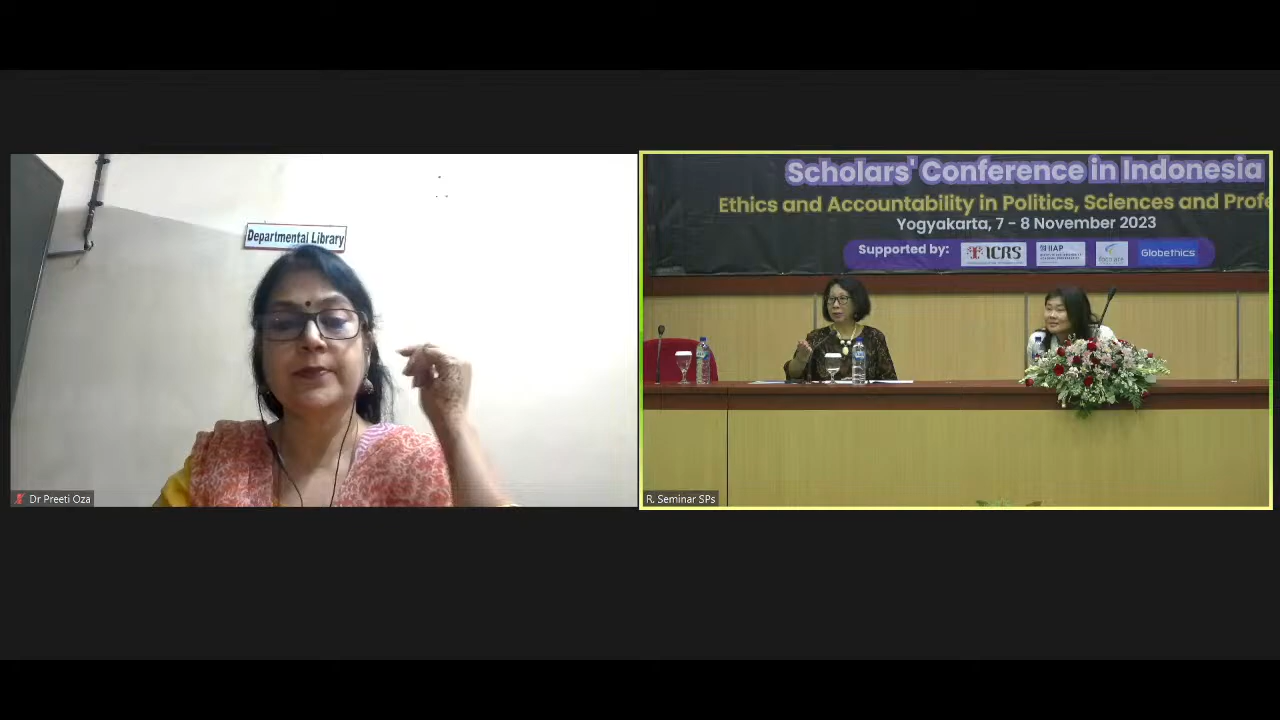 Departmental Library
Dr Preeti Oza
Scholars' Conference in Indonesia
Ethics and Accountability in Politics, Sciences and Profe
Yogyakarta, 7 - 8 November 2023
Supported by:
ICRS
IIAP
Globethics
R. Seminar SPs